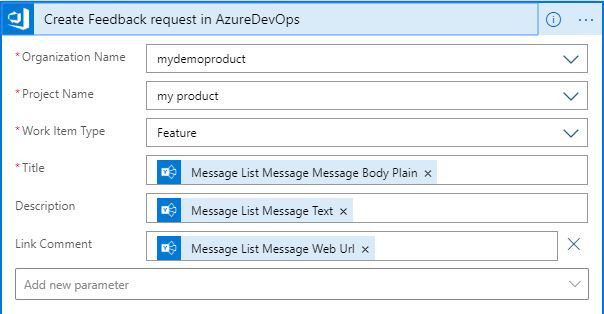 Create Feedback request in AzureDevOps
* Organization Name mydemoproduct
* Project Name my product
* Work Item Type Feature
* Title Message List Message Message Body Plain ×
Description Message List Message Text ×
Link Comment Message List Message Web Url ×
Add new parameter